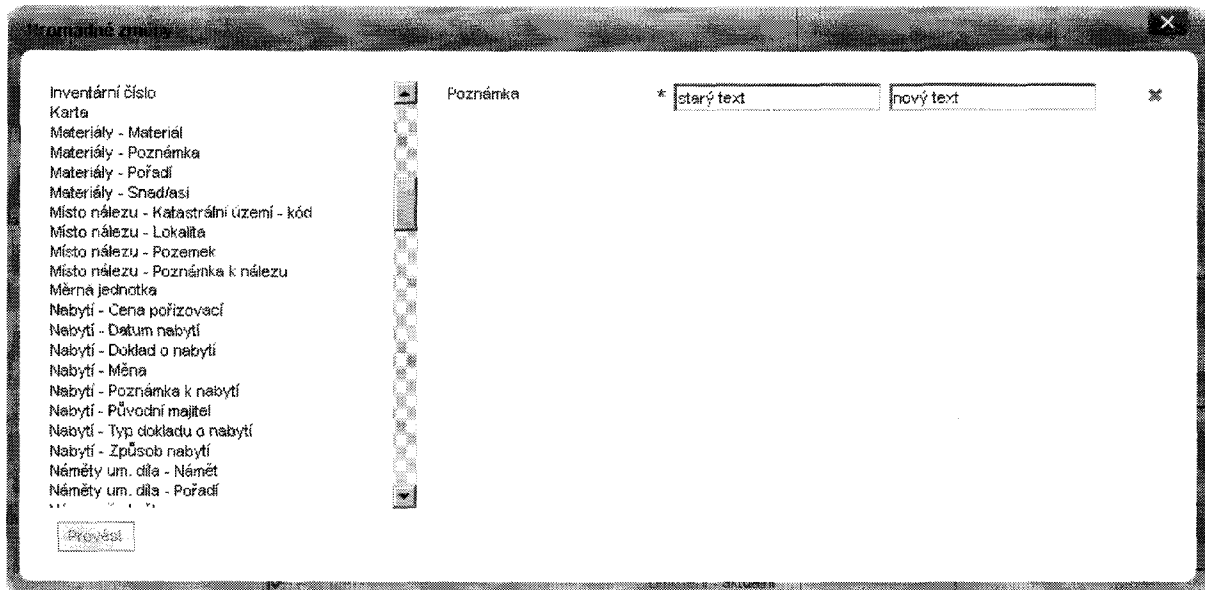 Hromadné změny
Inventární číslo
Karta
Materiály - Materiál
Materiály - Poznámka
Materiály - Pořadí
Materiály - Snad/asi
Místo nálezu - Katastrální území - kód
Místo nálezu - Lokalita
Místo nálezu - Pozemek
Místo nálezu - Poznámka k nálezu
Měrná jednotka
Nabytí - Cena pořizovací
Nabytí - Datum nabytí
Nabytí - Doklad o nabytí
Nabytí - Měna
Nabytí - Poznámka k nabytí
Nabytí - Původní majitel
Nabytí - Typ dokladu o nabytí
Nabytí - Způsob nabytí
Náměty um. díla - Námět
Náměty um. díla - Pořadí
Provést
Poznámka * starý text nový text